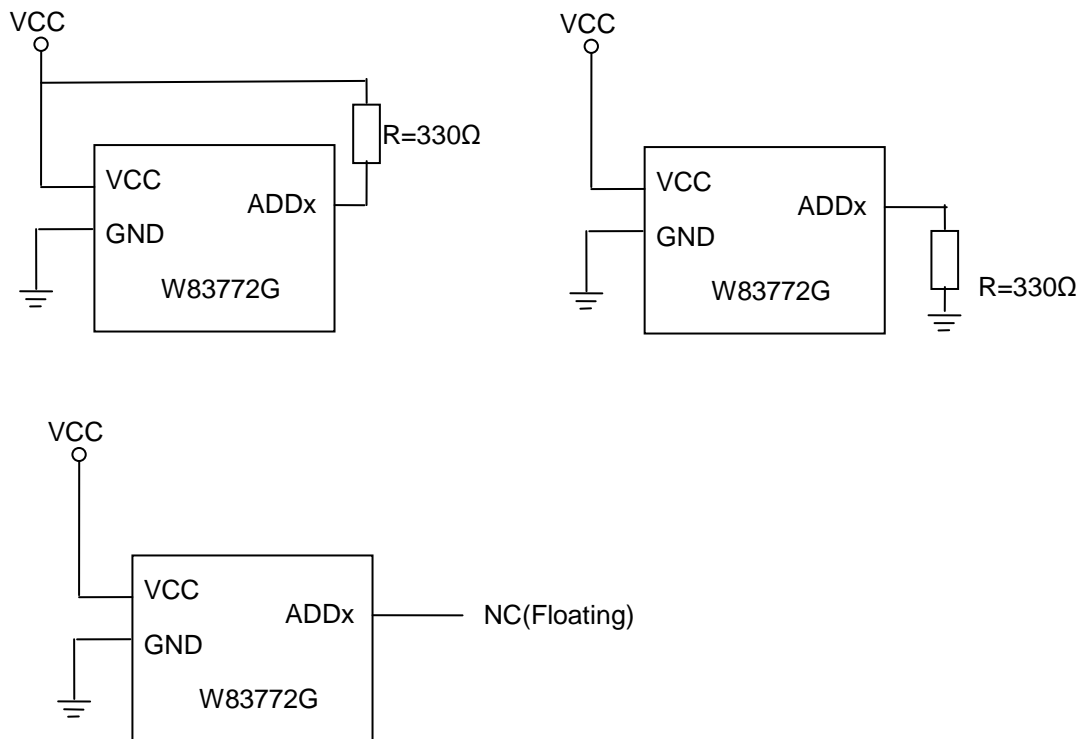 VCC
R=330Ω
VCC
ADDx
GND
W83772G
VCC
VCC
ADDx
GND
W83772G
R=330Ω
VCC
VCC
ADDx
NC(Floating)
GND
W83772G